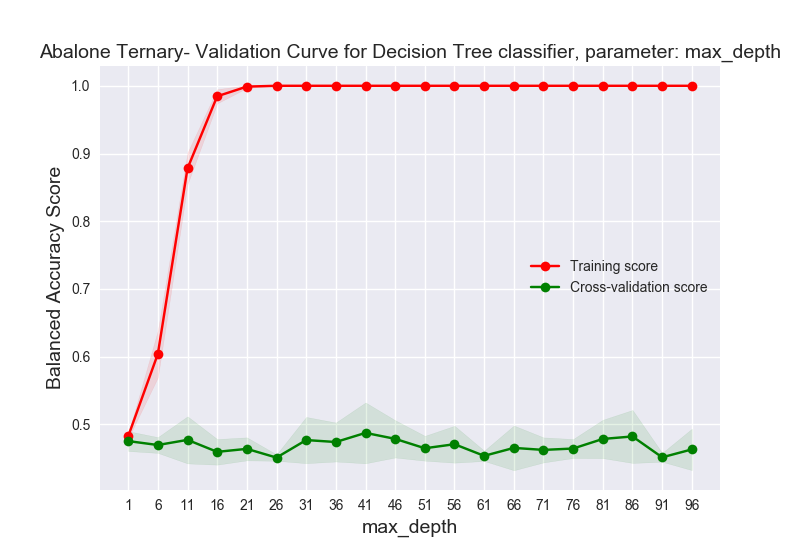 Abalone Ternary- Validation Curve for Decision Tree classifier, parameter: max_depth
Balanced Accuracy Score
1.0
0.9
0.8
0.7
0.6
0.5
Training score
Cross-validation score
1 6 11 16 21 26 31 36 41 46 51 56 61 66 71 76 81 86 91 96
max_depth